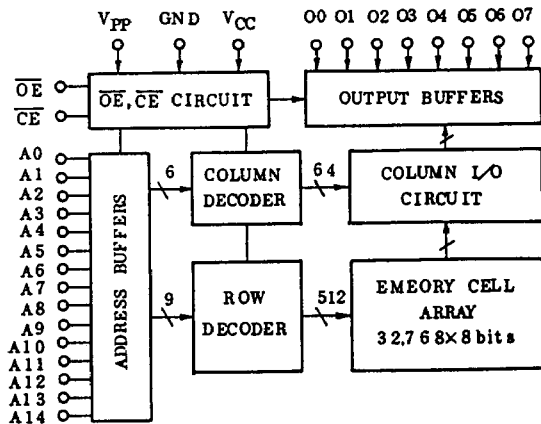 VPP GND VCC O0 O1 O2 O3 O4 O5 O6 O7
OE
CE
OE, CE CIRCUIT
OUTPUT BUFFERS
A0
A1
A2
A3
A4
A5
A6
A7
A8
A9
A10
A11
A12
A13
A14
ADDRESS BUFFERS
6
COLUMN
DECODER
64
COLUMN I/O
CIRCUIT
9
ROW
DECODER
512
EMEORY CELL
ARRAY
32,768×8bits